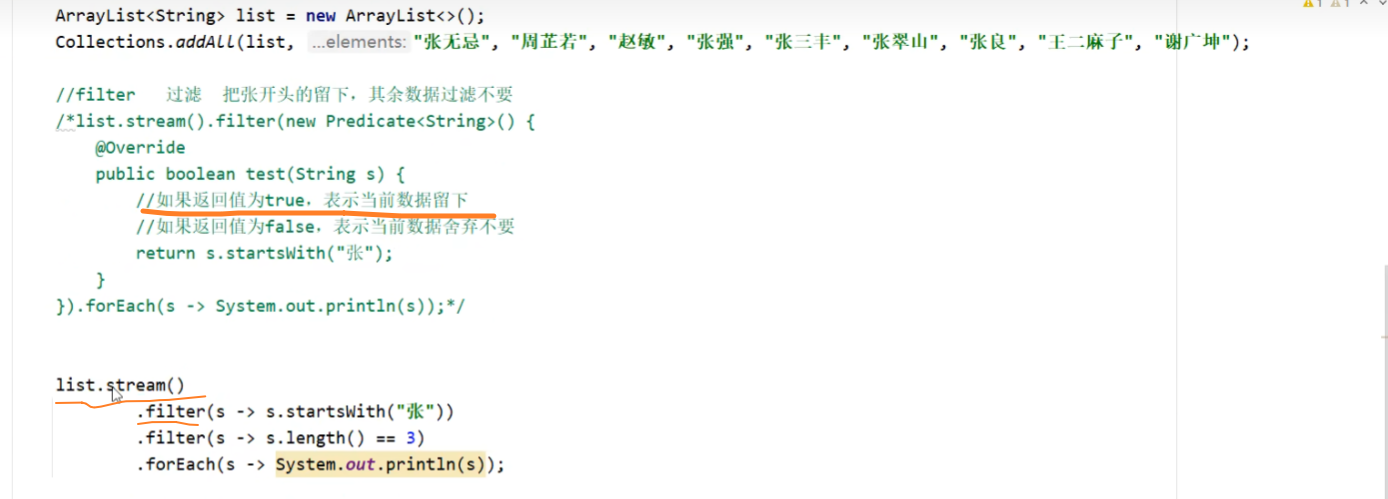 ArrayList<String> list = new ArrayList<>();
Collections.addAll(list, ...elements: "张无忌", "周芷若", "赵敏", "张强", "张三丰", "张翠山", "张良", "王二麻子", "谢广坤");
//filter 过滤 把张开头的留下，其余数据过滤不要
/*list.stream().filter(new Predicate<String>() {
@Override
public boolean test(String s) {
//如果返回值为true，表示当前数据留下
//如果返回值为false，表示当前数据舍弃不要
return s.startsWith("张");
}
}).forEach(s -> System.out.println(s));*/
list.stream()
.filter(s -> s.startsWith("张"))
.filter(s -> s.length() == 3)
.forEach(s -> System.out.println(s));